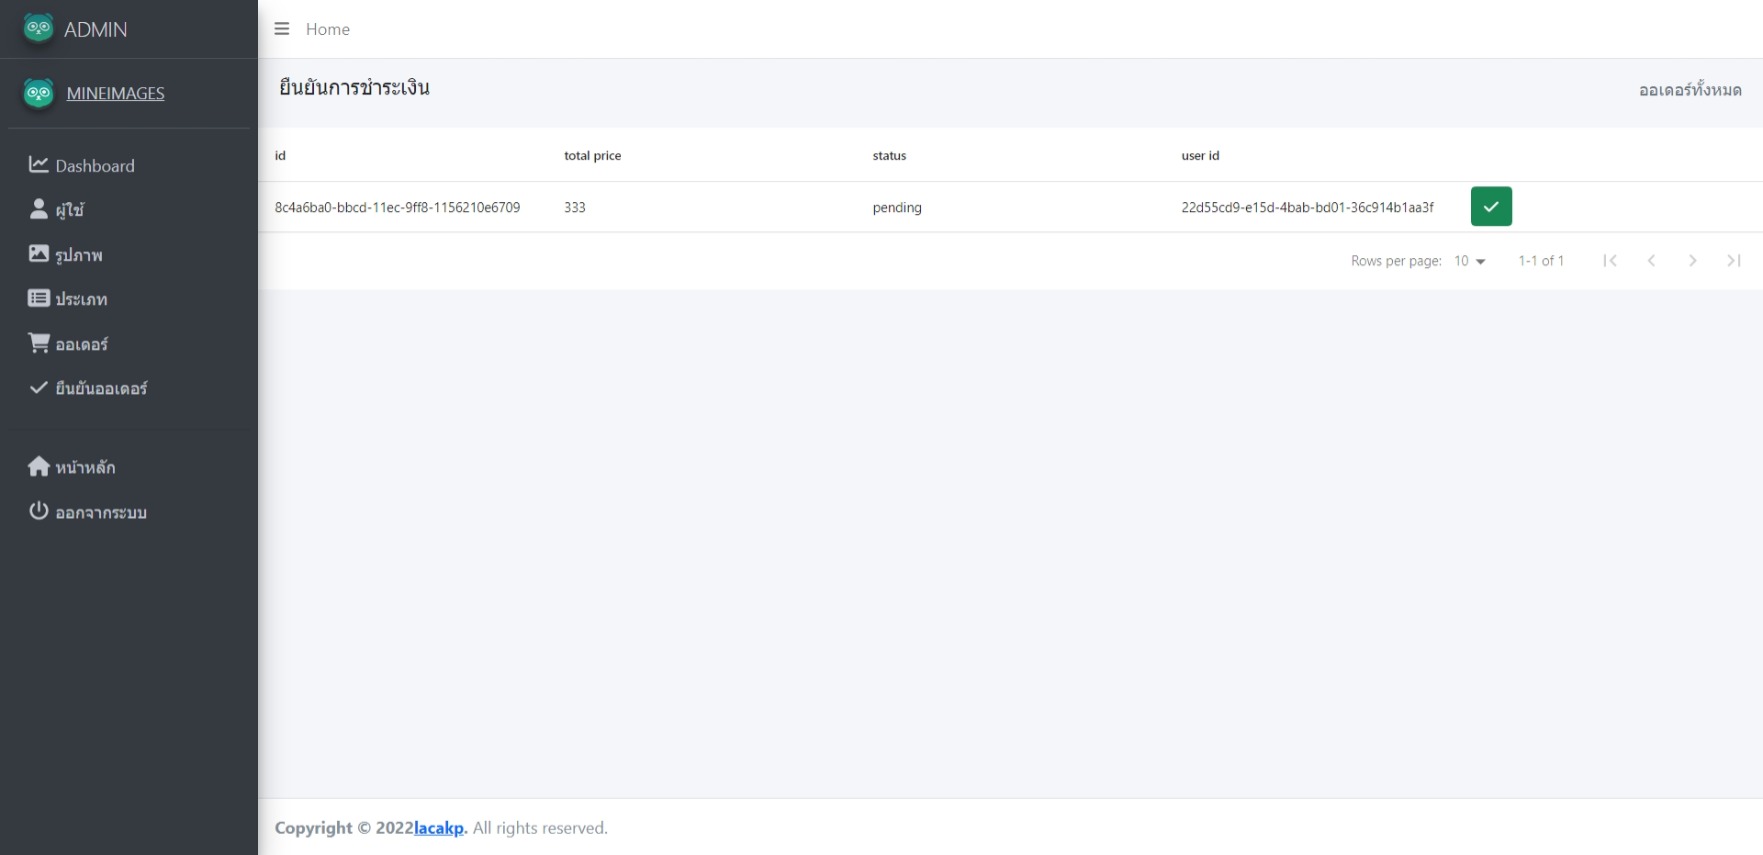 ADMIN
MINEIMAGES
Dashboard
ผู้ใช้
รูปภาพ
ประเภท
ออเดอร์
ยืนยันออเดอร์
หน้าหลัก
ออกจากระบบ
Home
ยืนยันการชำระเงิน
ออเดอร์ทั้งหมด
id total price status user id
8c4a6ba0-bbcd-11ec-9ff8-1156210e6709 333 pending 22d55cd9-e15d-4bab-bd01-36c914b1aa3f
Rows per page: 10 1-1 of 1
Copyright © 2022lacakp. All rights reserved.